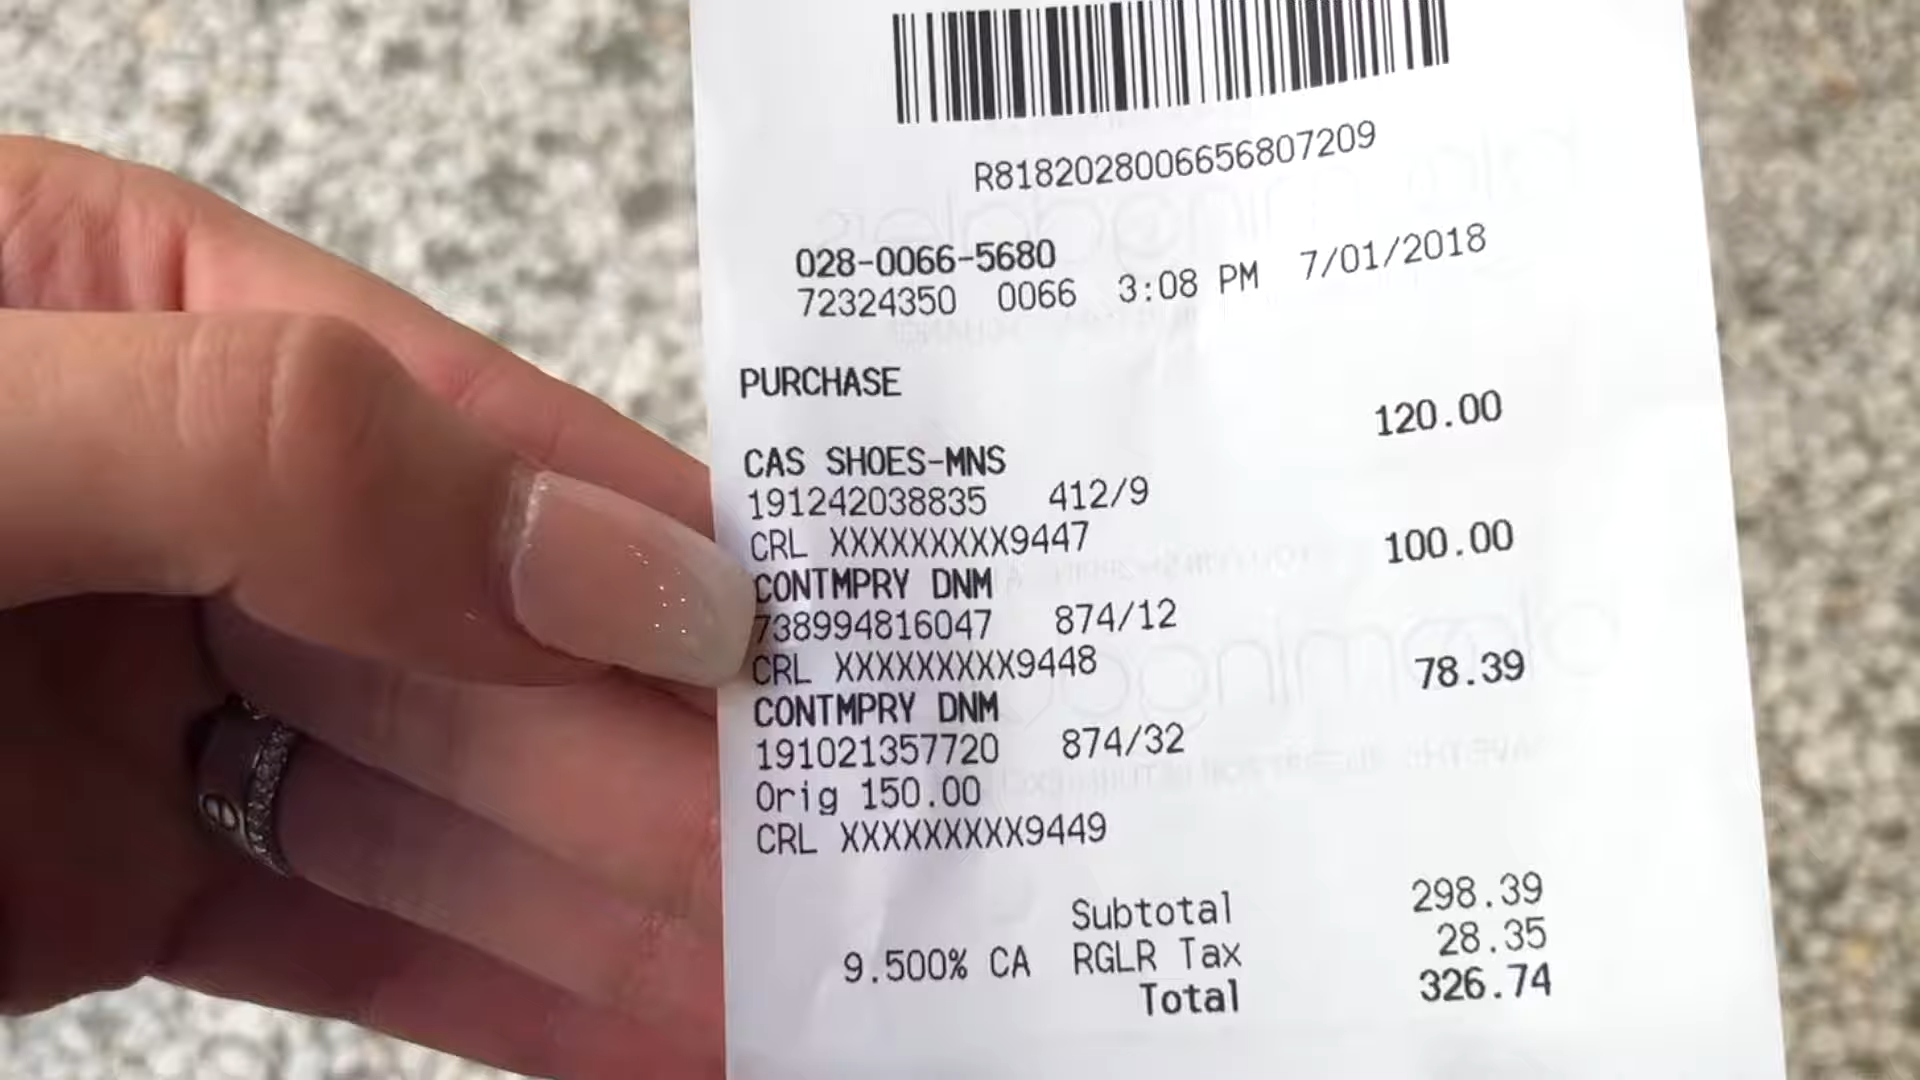 R8182028006656807209
028-0066-5680
72324350 0066 3:08 PM 7/01/2018
PURCHASE
120.00
CAS SHOES-MNS
191242038835 412/9
CRL XXXXXXXXX9447
100.00
CONTMPRY DNM
738994816047 874/12
CRL XXXXXXXXX9448
78.39
CONTMPRY DNM
191021357720 874/32
Orig 150.00
CRL XXXXXXXXX9449
Subtotal 298.39
9.500% CA RGLR Tax 28.35
Total 326.74